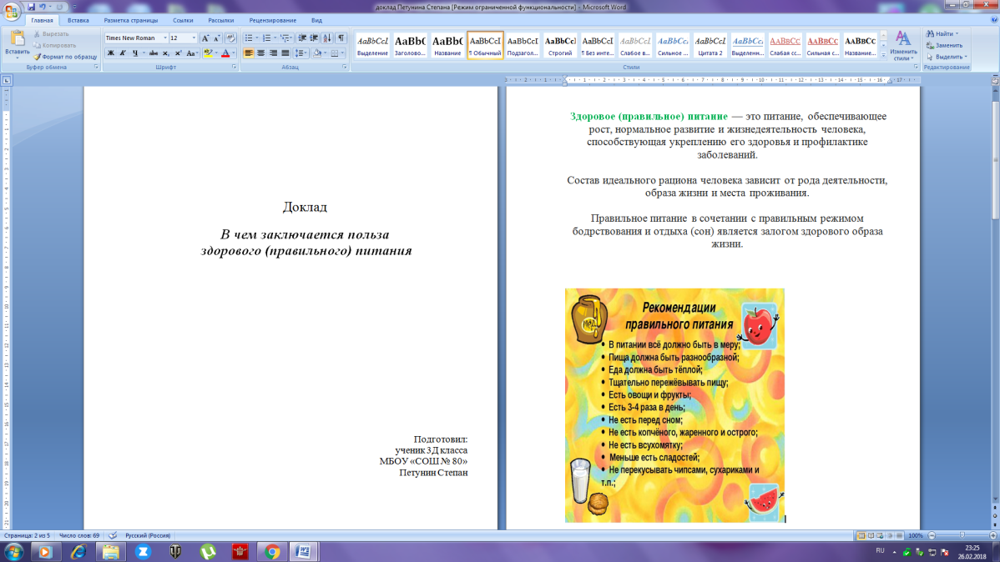 доклад Петунина Степана [Режим ограниченной функциональности] - Microsoft Word
Главная Вставка Разметка страницы Ссылки Рассылки Рецензирование Вид
Вставить
Вырезать
Копировать
Формат по образцу
Буфер обмена
Times New Roman 12
Ж К Ч abc x₂ x² Aa
Шрифт
Абзац
AaBbCcI AaBb( AaBb( AaBbCcI AaBbCcI AaBbCcI AaBbCcI AaBbCcI AaBbCc. AaBbCcI AaBbCc. AaBbCc AaBbCc AaBbCc
Выделение Заголово... Название ¶ Обычный Подзагол... Строгий ¶ Без инте... Слабое в... Сильное ... Цитата 2 Выделенн... Слабая сс... Сильная с... Название...
Стили
Изменить
стили
Найти
Заменить
Выделить
Редактирование
Доклад
В чем заключается польза
здорового (правильного) питания
Подготовил:
ученик 3Д класса
МБОУ «СОШ № 80»
Петунин Степан
Здоровое (правильное) питание — это питание, обеспечивающее
рост, нормальное развитие и жизнедеятельность человека,
способствующая укреплению его здоровья и профилактике
заболеваний.
Состав идеального рациона человека зависит от рода деятельности,
образа жизни и места проживания.
Правильное питание в сочетании с правильным режимом
бодрствования и отдыха (сон) является залогом здорового образа
жизни.
Рекомендации
правильного питания
МЁД
• В питании всё должно быть в меру;
• Пища должна быть разнообразной;
• Еда должна быть тёплой;
• Тщательно пережёвывать пищу;
• Есть овощи и фрукты;
• Есть 3-4 раза в день;
• Не есть перед сном;
• Не есть копчёного, жаренного и острого;
• Не есть всухомятку;
• Меньше есть сладостей;
• Не перекусывать чипсами, сухариками и
т.п.;
Страница: 2 из 5 Число слов: 69 Русский (Россия) 100%
RU 23:25
26.02.2018